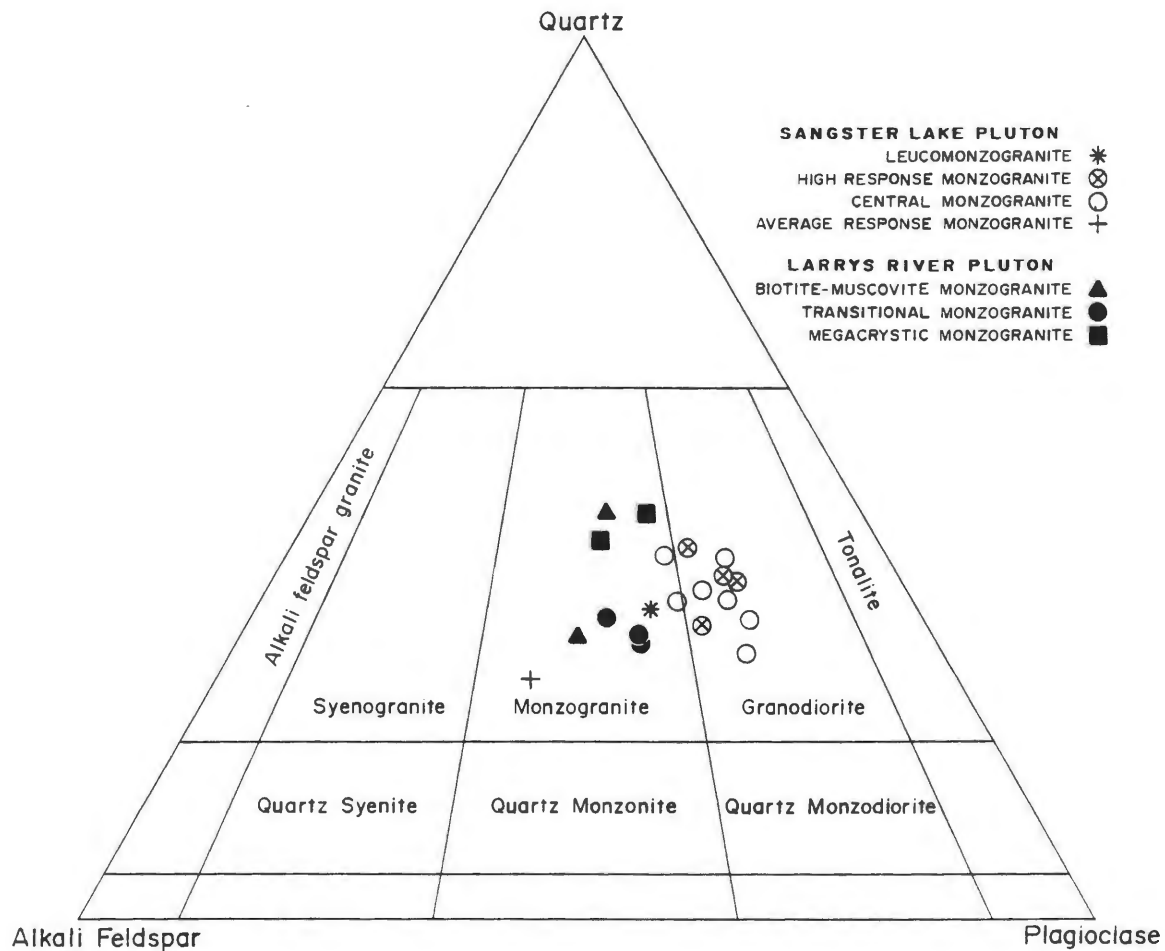 Quartz
SANGSTER LAKE PLUTON
LEUCOMONZOGRANITE
HIGH RESPONSE MONZOGRANITE
CENTRAL MONZOGRANITE
AVERAGE RESPONSE MONZOGRANITE
LARRYS RIVER PLUTON
BIOTITE-MUSCOVITE MONZOGRANITE
TRANSITIONAL MONZOGRANITE
MEGACRYSTIC MONZOGRANITE
Alkali feldspar granite
Tonalite
Syenogranite
Monzogranite
Granodiorite
Quartz Syenite
Quartz Monzonite
Quartz Monzodiorite
Alkali Feldspar
Plagioclase